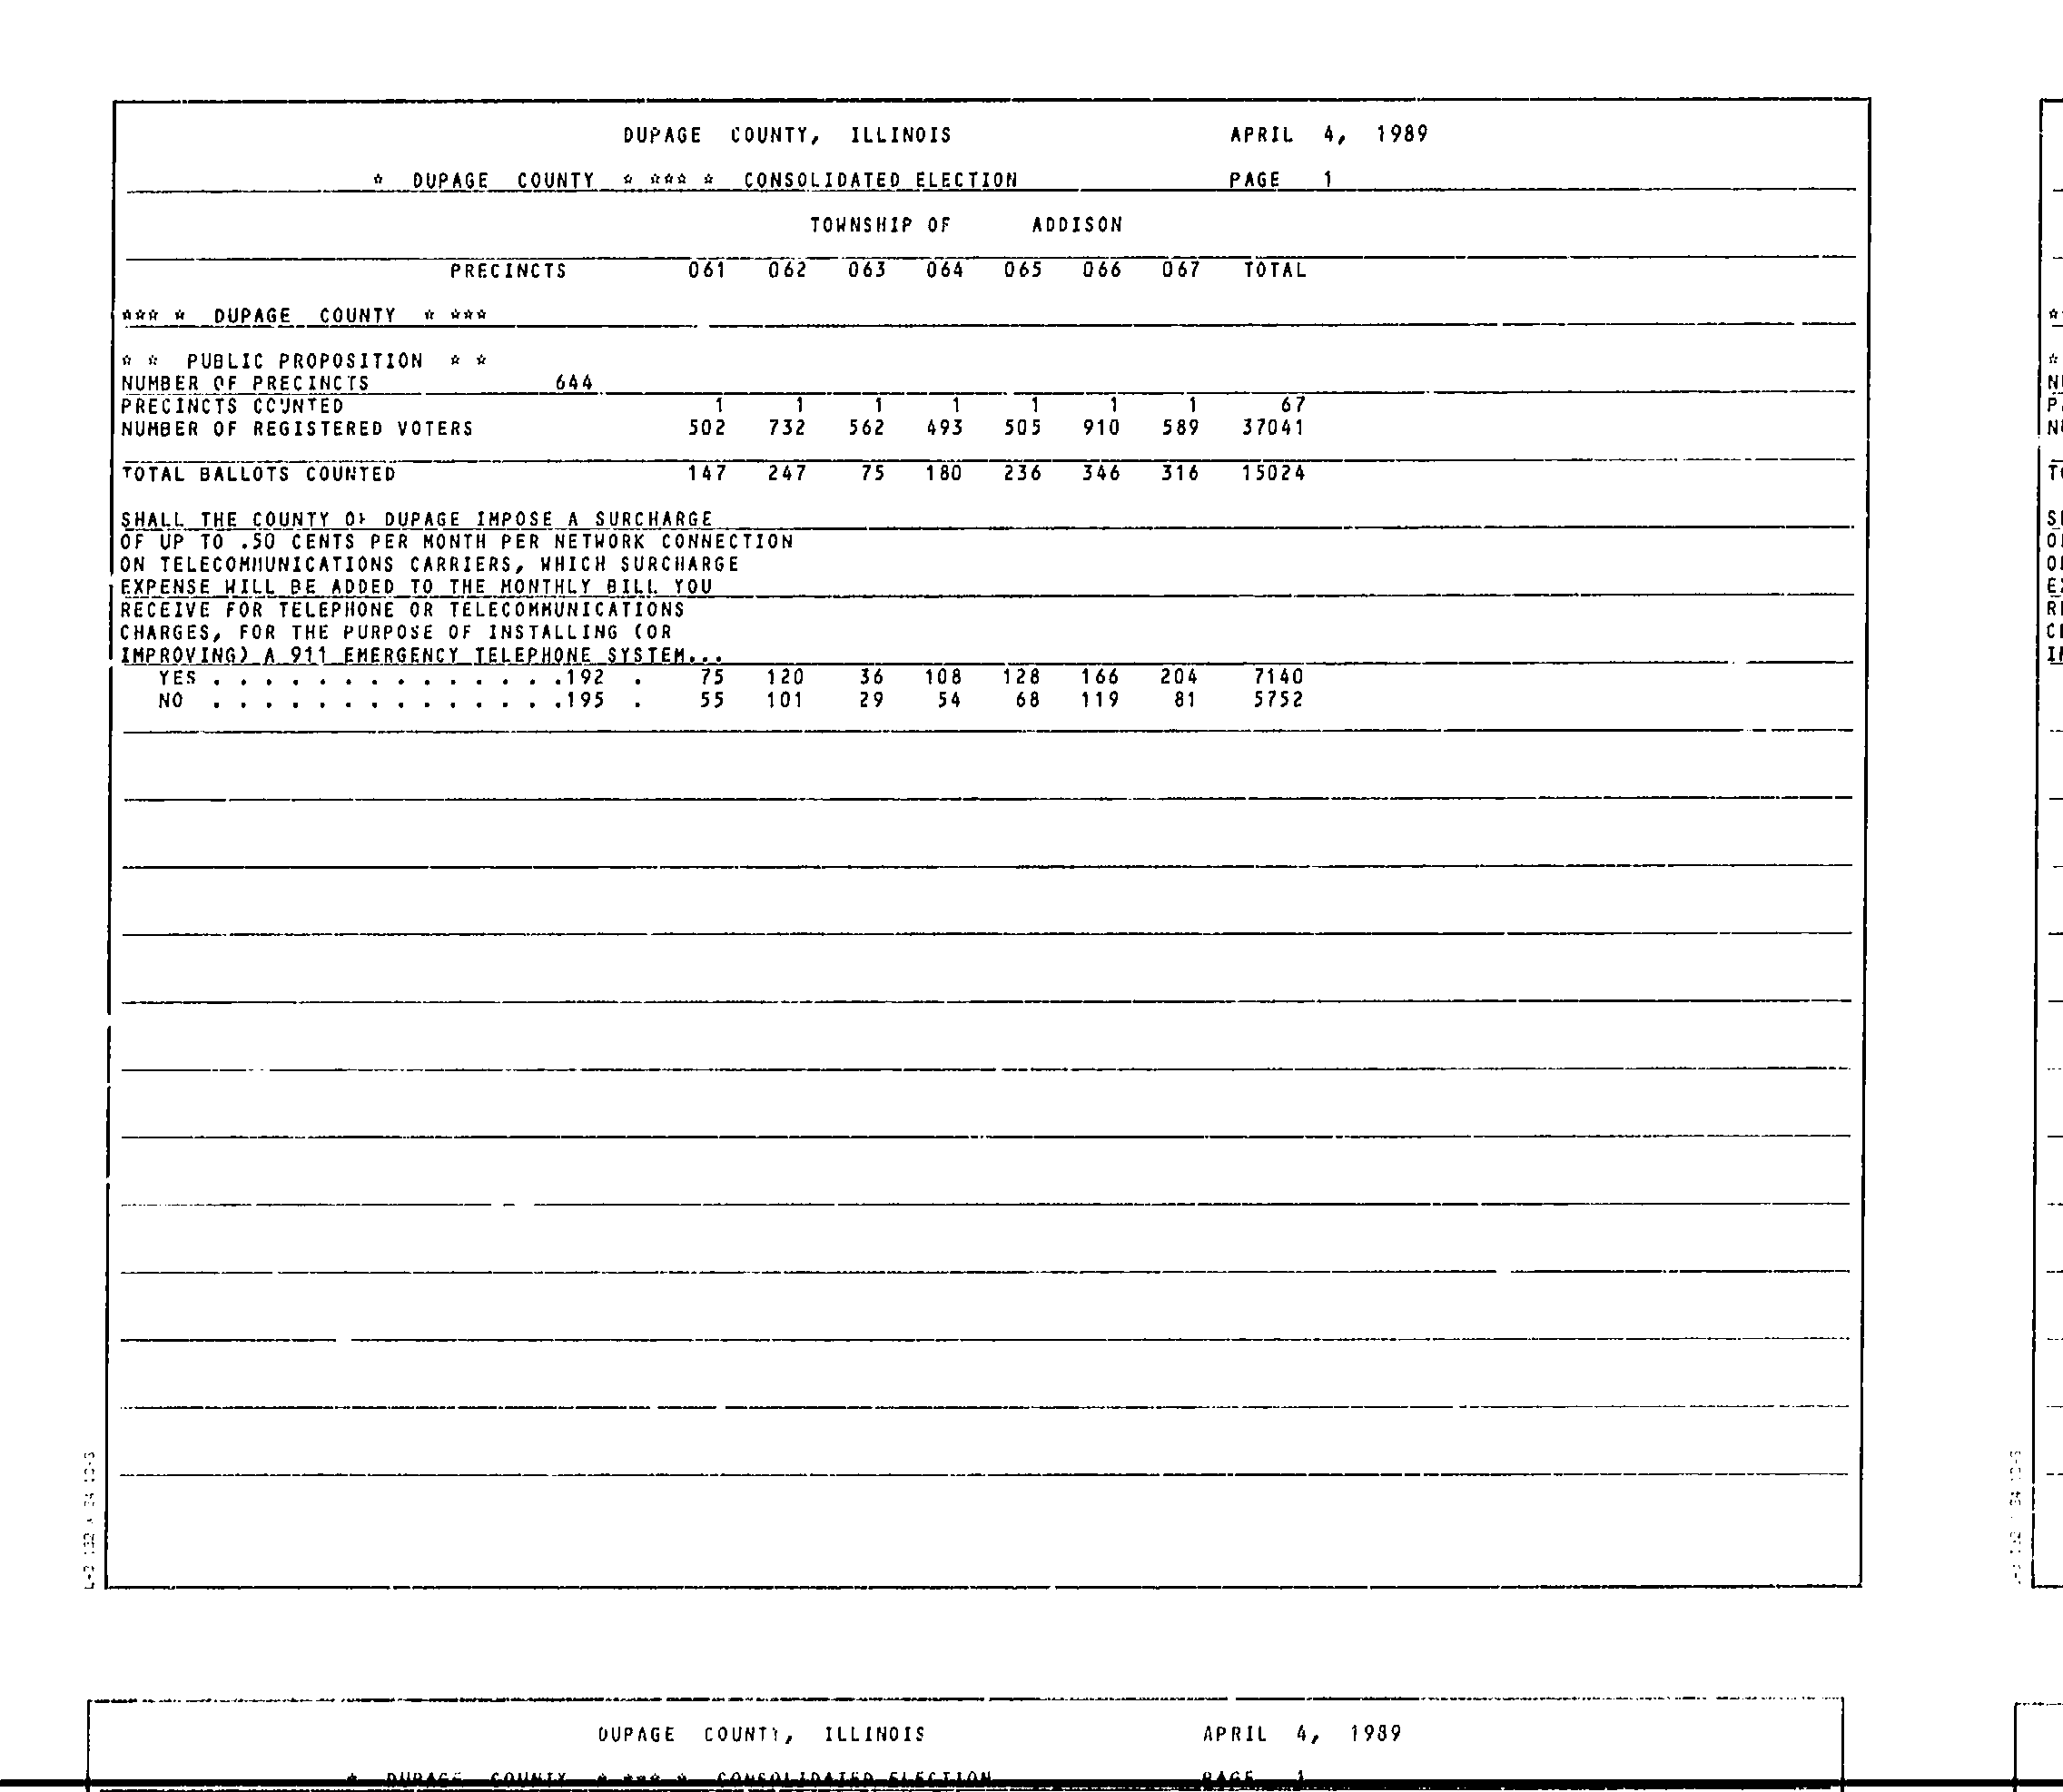 DUPAGE COUNTY, ILLINOIS APRIL 4, 1989
* DUPAGE COUNTY * *** * CONSOLIDATED ELECTION PAGE 1
TOWNSHIP OF ADDISON
PRECINCTS 061 062 063 064 065 066 067 TOTAL
*** * DUPAGE COUNTY * ***
* * PUBLIC PROPOSITION * *
NUMBER OF PRECINCTS 644
PRECINCTS COUNTED 1 1 1 1 1 1 1 67
NUMBER OF REGISTERED VOTERS 502 732 562 493 505 910 589 37041
TOTAL BALLOTS COUNTED 147 247 75 180 236 346 316 15024
SHALL THE COUNTY OF DUPAGE IMPOSE A SURCHARGE
OF UP TO .50 CENTS PER MONTH PER NETWORK CONNECTION
ON TELECOMMUNICATIONS CARRIERS, WHICH SURCHARGE
EXPENSE WILL BE ADDED TO THE MONTHLY BILL YOU
RECEIVE FOR TELEPHONE OR TELECOMMUNICATIONS
CHARGES, FOR THE PURPOSE OF INSTALLING (OR
IMPROVING) A 911 EMERGENCY TELEPHONE SYSTEM...
YES . . . . . . . . . . . . . .192 . 75 120 36 108 128 166 204 7140
NO . . . . . . . . . . . . . .195 . 55 101 29 54 68 119 81 5752
DUPAGE COUNTY, ILLINOIS APRIL 4, 1989
* DUPAGE COUNTY * *** * CONSOLIDATED ELECTION PAGE 1